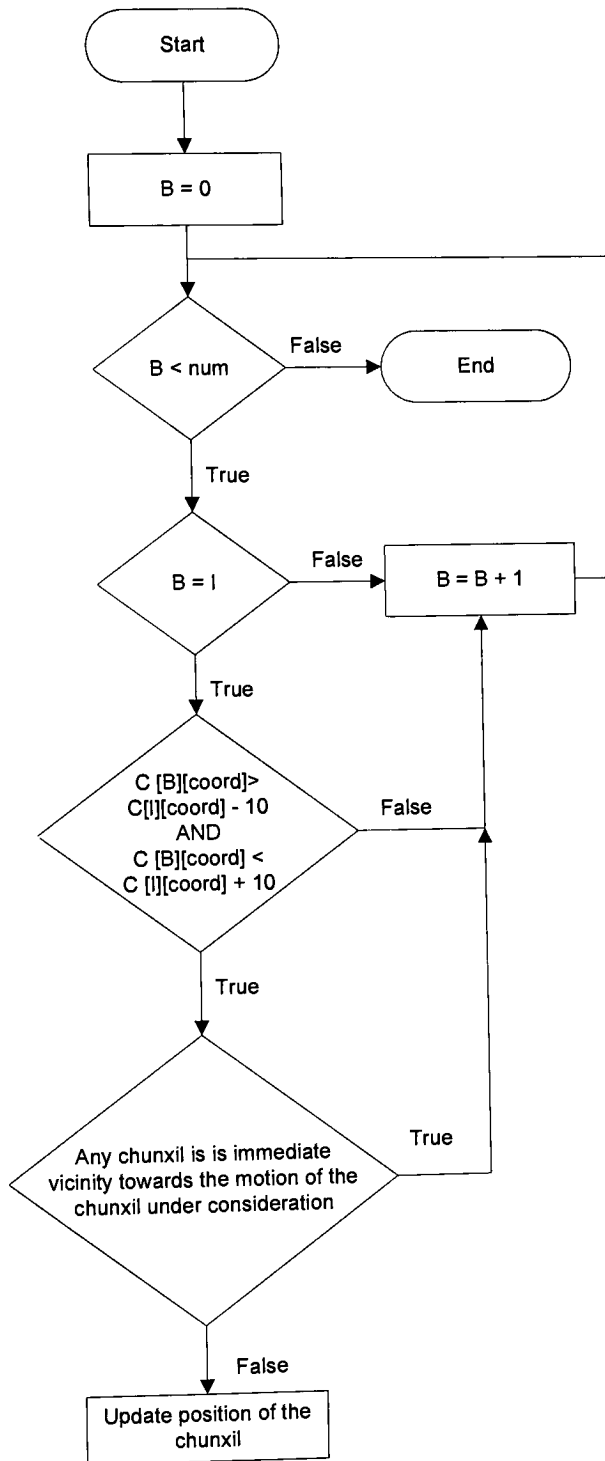 Start
B = 0
B < num
False
End
True
B = I
False
B = B + 1
True
C [B][coord]>
C[I][coord] - 10
AND
C [B][coord] <
C [I][coord] + 10
False
True
Any chunxil is is immediate
vicinity towards the motion of the
chunxil under consideration
True
False
Update position of the
chunxil